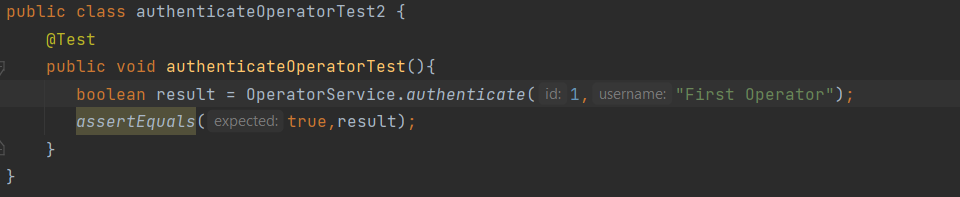 public class authenticateOperatorTest2 {
@Test
public void authenticateOperatorTest(){
boolean result = OperatorService.authenticate( id: 1, username: "First Operator");
assertEquals( expected: true,result);
}
}